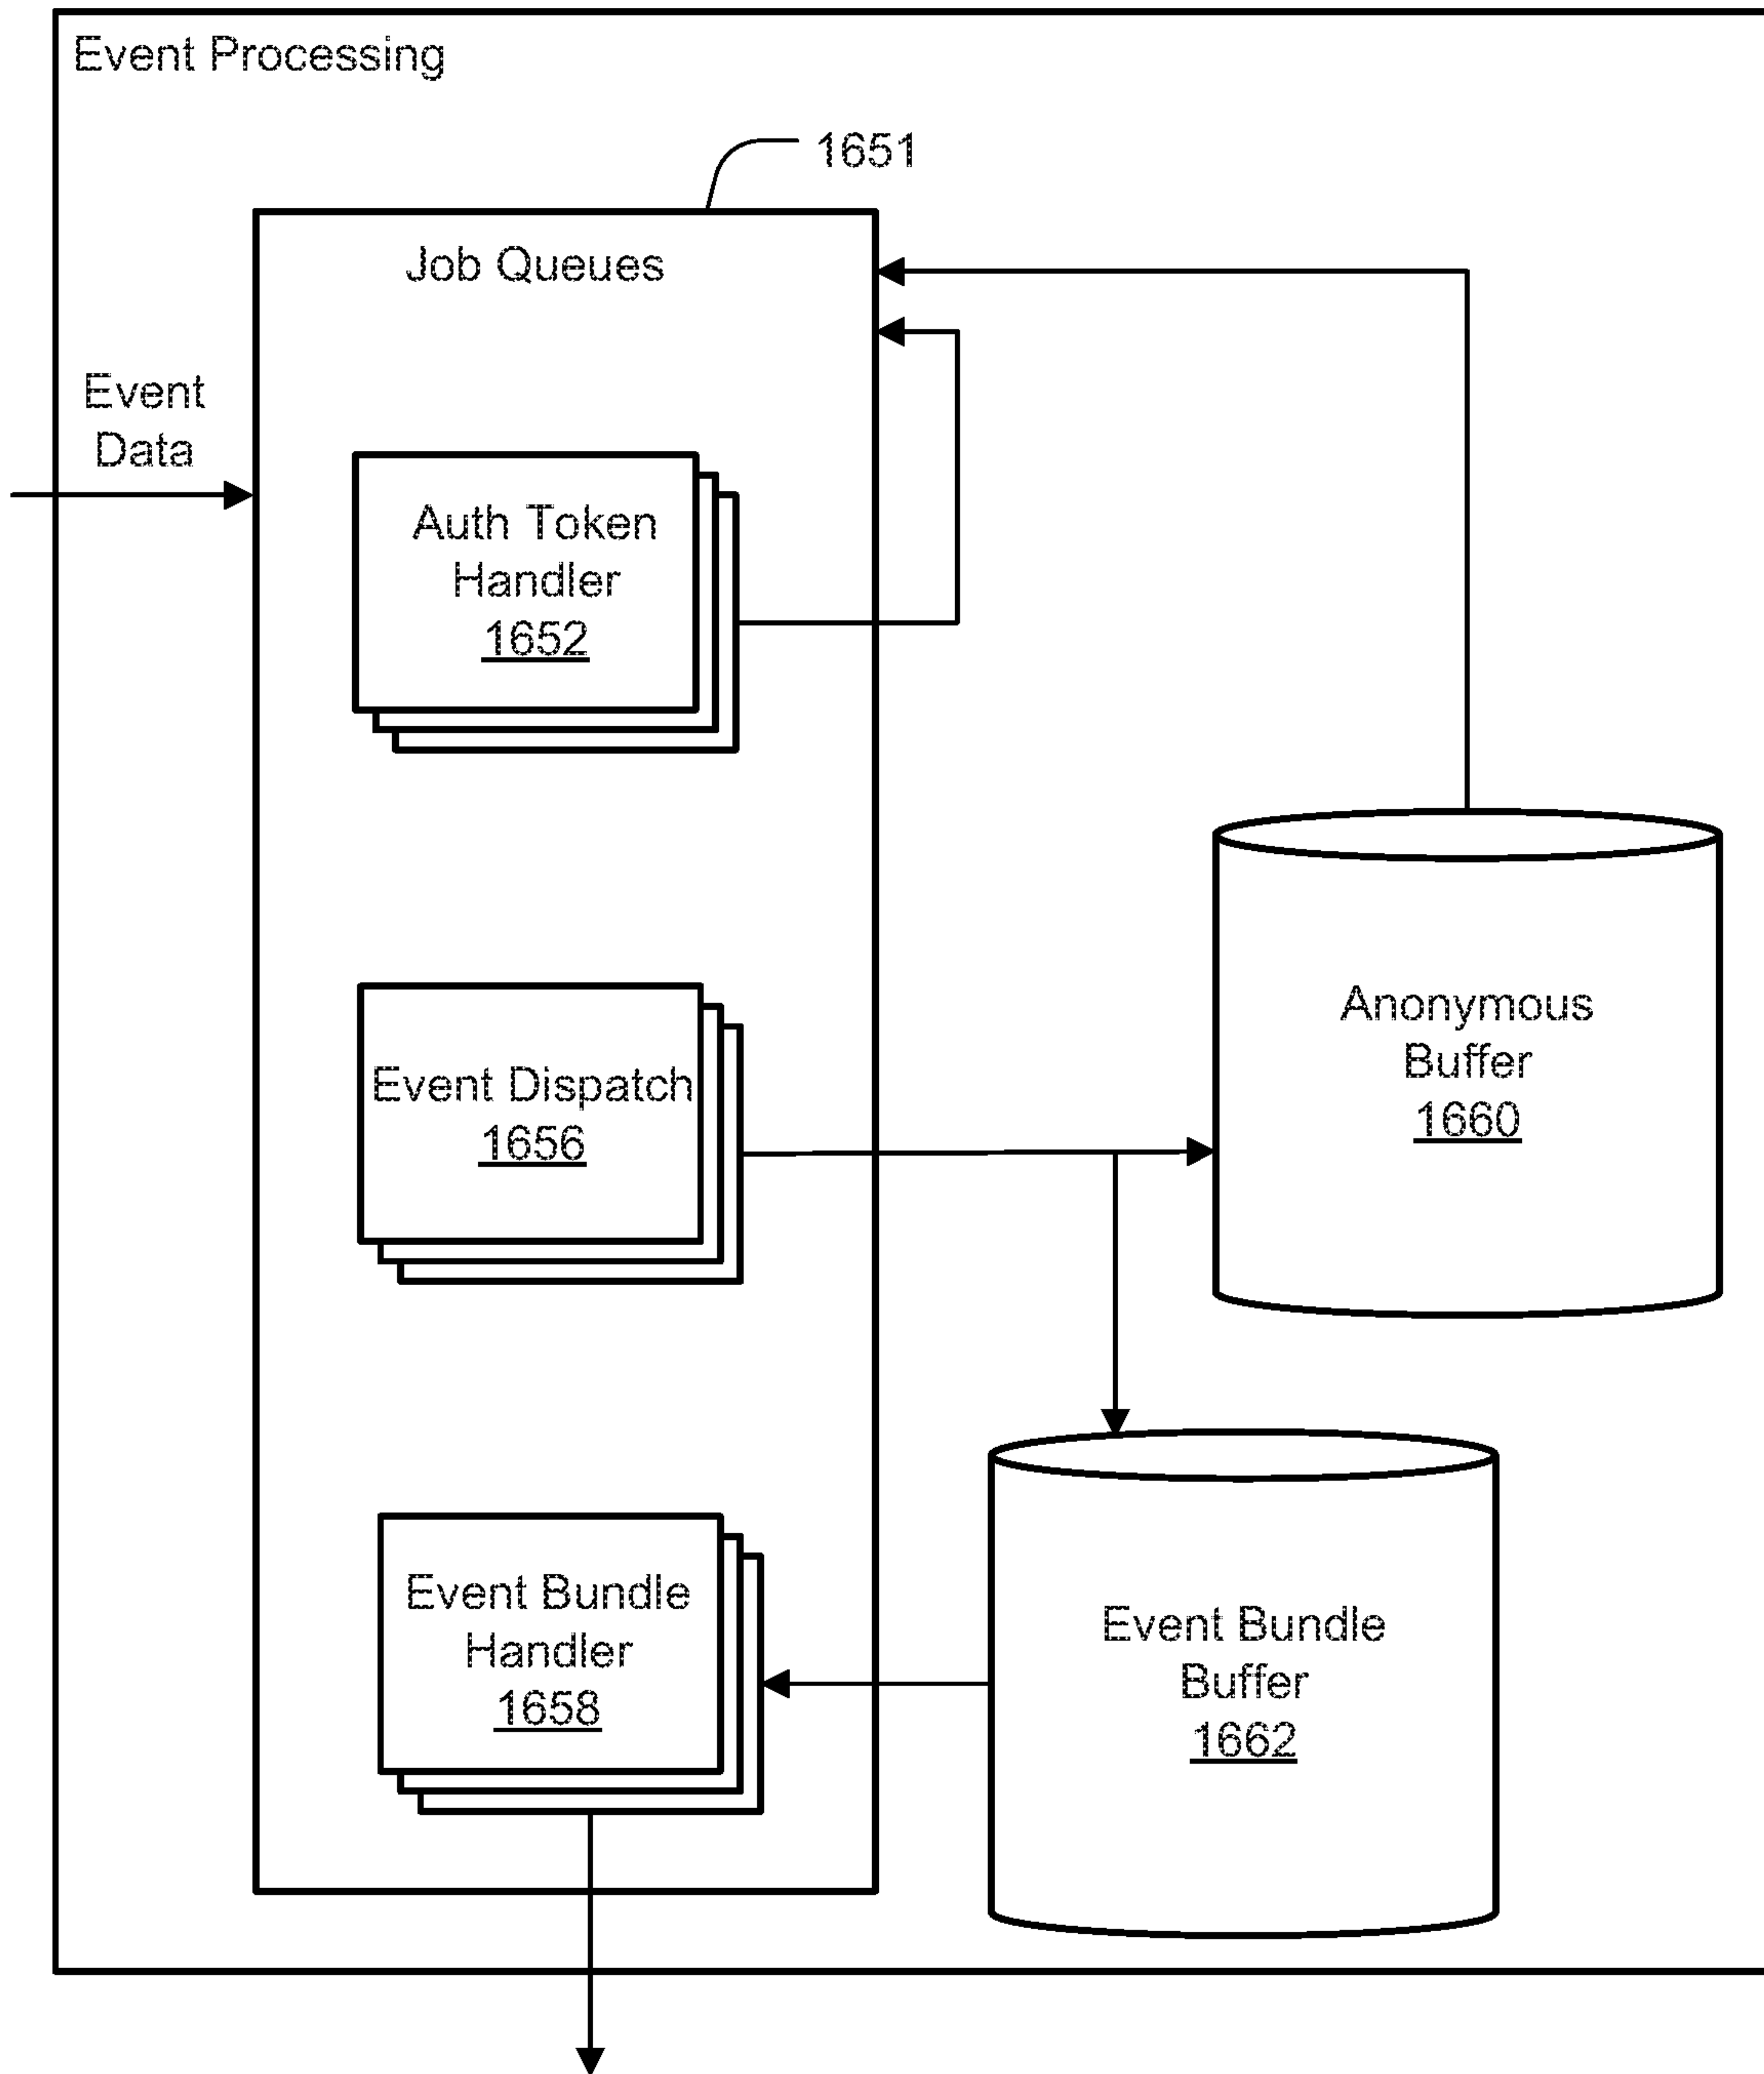 Event Processing
1651
Job Queues
Event
Data
Auth Token
Handler
1652
Anonymous
Buffer
1660
Event Dispatch
1656
Event Bundle
Handler
1658
Event Bundle
Buffer
1662